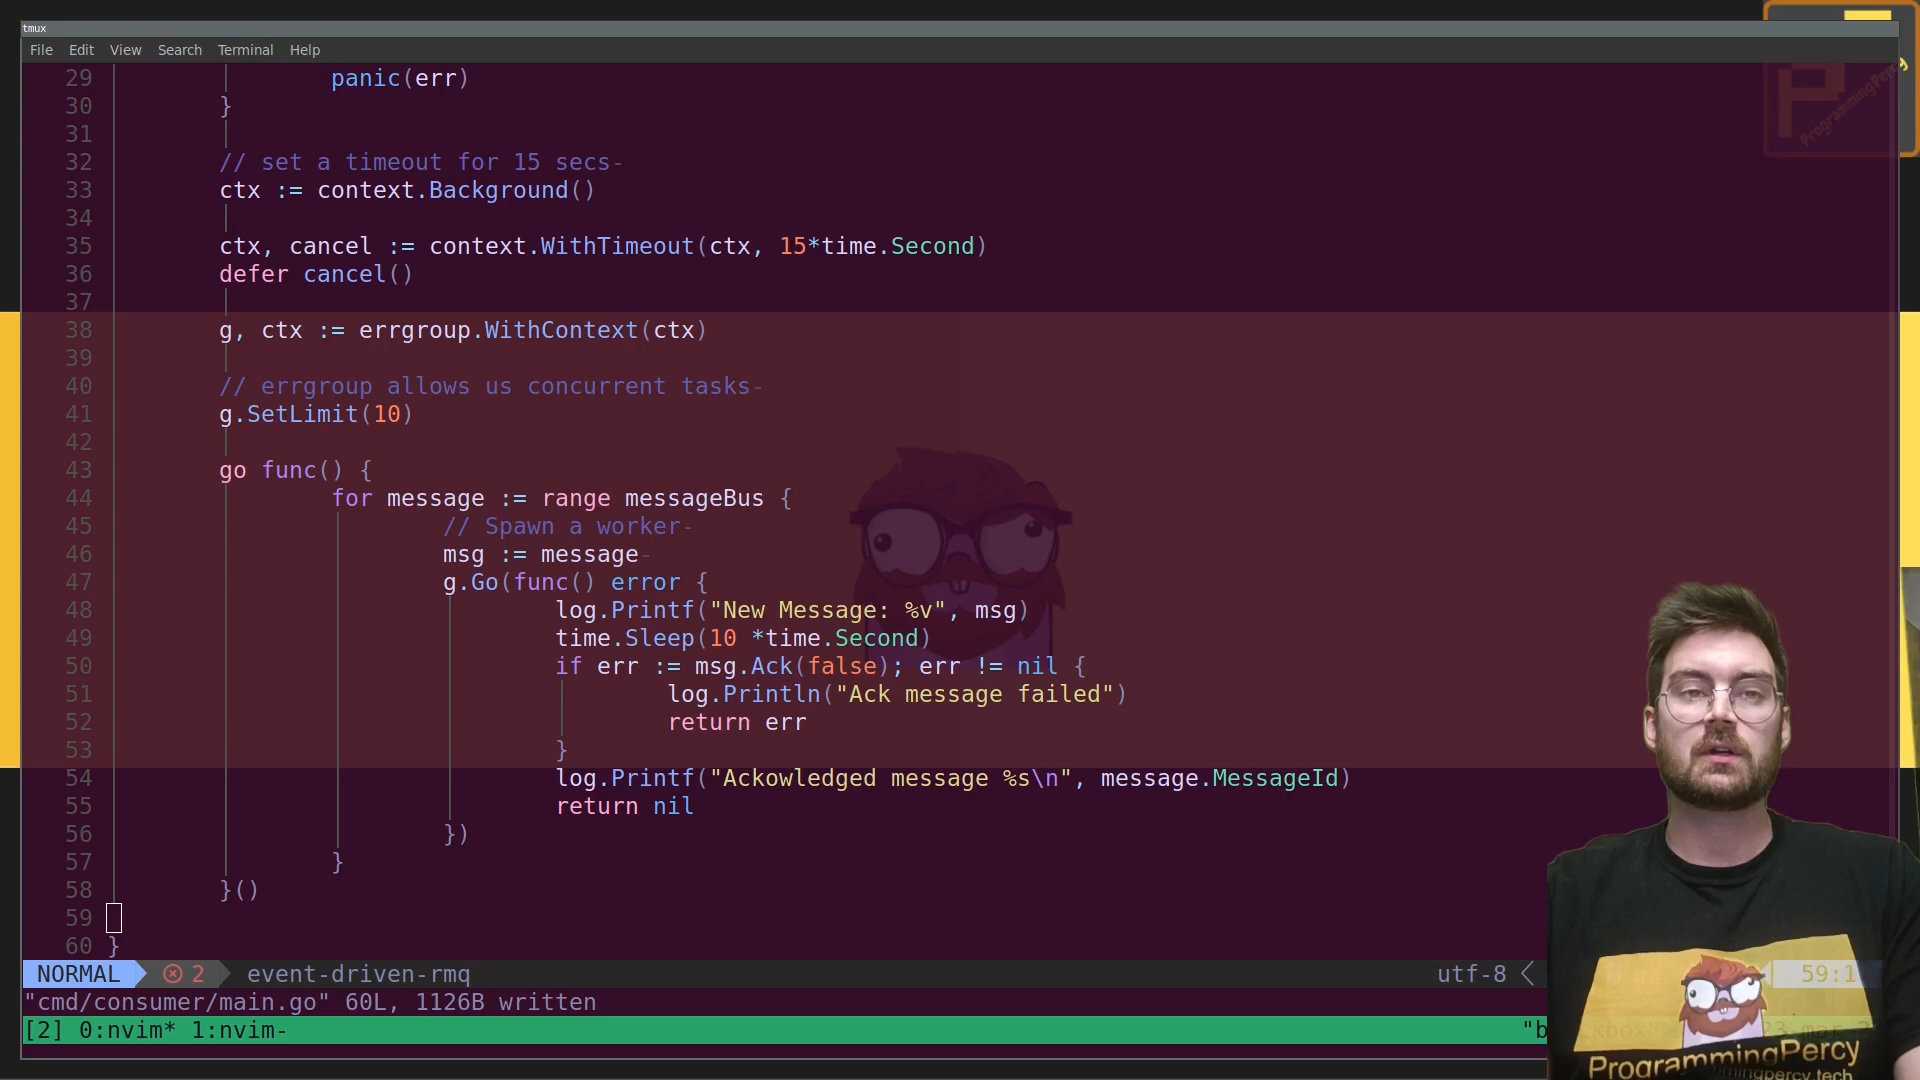 tmux
File Edit View Search Terminal Help
29 panic(err)
30 }
31
32 // set a timeout for 15 secs-
33 ctx := context.Background()
34
35 ctx, cancel := context.WithTimeout(ctx, 15*time.Second)
36 defer cancel()
37
38 g, ctx := errgroup.WithContext(ctx)
39
40 // errgroup allows us concurrent tasks-
41 g.SetLimit(10)
42
43 go func() {
44 for message := range messageBus {
45 // Spawn a worker-
46 msg := message-
47 g.Go(func() error {
48 log.Printf("New Message: %v", msg)
49 time.Sleep(10 *time.Second)
50 if err := msg.Ack(false); err != nil {
51 log.Println("Ack message failed")
52 return err
53 }
54 log.Printf("Ackowledged message %s\n", message.MessageId)
55 return nil
56 })
57 }
58 }()
59
60 }
NORMAL 2 event-driven-rmq utf-8 59:1
"cmd/consumer/main.go" 60L, 1126B written
[2] 0:nvim* 1:nvim-
ProgrammingPercy